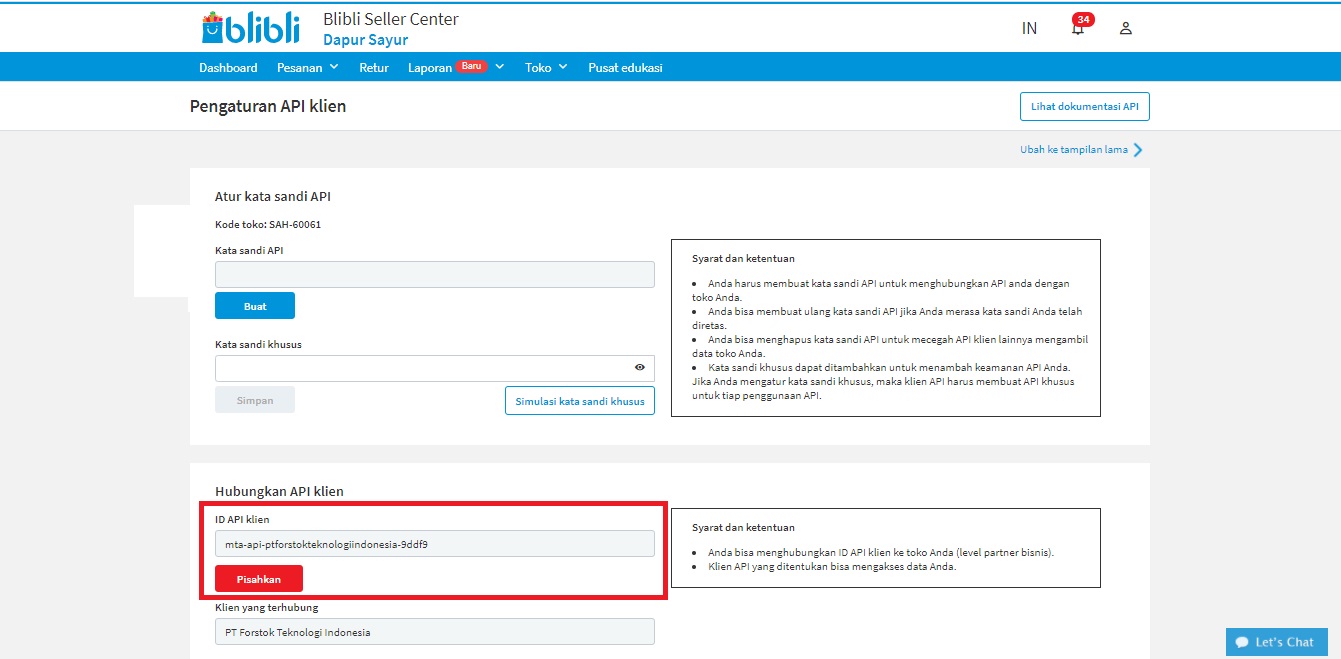 blibli
Blibli Seller Center
Dapur Sayur
IN
34
Dashboard Pesanan Retur Laporan Baru Toko Pusat edukasi
Pengaturan API klien
Lihat dokumentasi API
Ubah ke tampilan lama
Atur kata sandi API
Kode toko: SAH-60061
Kata sandi API
Buat
Kata sandi khusus
Simpan
Simulasi kata sandi khusus
Syarat dan ketentuan
• Anda harus membuat kata sandi API untuk menghubungkan API anda dengan
toko Anda.
• Anda bisa membuat ulang kata sandi API jika Anda merasa kata sandi Anda telah
diretas.
• Anda bisa menghapus kata sandi API untuk mecegah API klien lainnya mengambil
data toko Anda.
• Kata sandi khusus dapat ditambahkan untuk menambah keamanan API Anda.
Jika Anda mengatur kata sandi khusus, maka klien API harus membuat API khusus
untuk tiap penggunaan API.
Hubungkan API klien
ID API klien
mta-api-ptforstokteknologiindonesia-9ddf9
Pisahkan
Klien yang terhubung
PT Forstok Teknologi Indonesia
Syarat dan ketentuan
• Anda bisa menghubungkan ID API klien ke toko Anda (level partner bisnis).
• Klien API yang ditentukan bisa mengakses data Anda.
Let's Chat